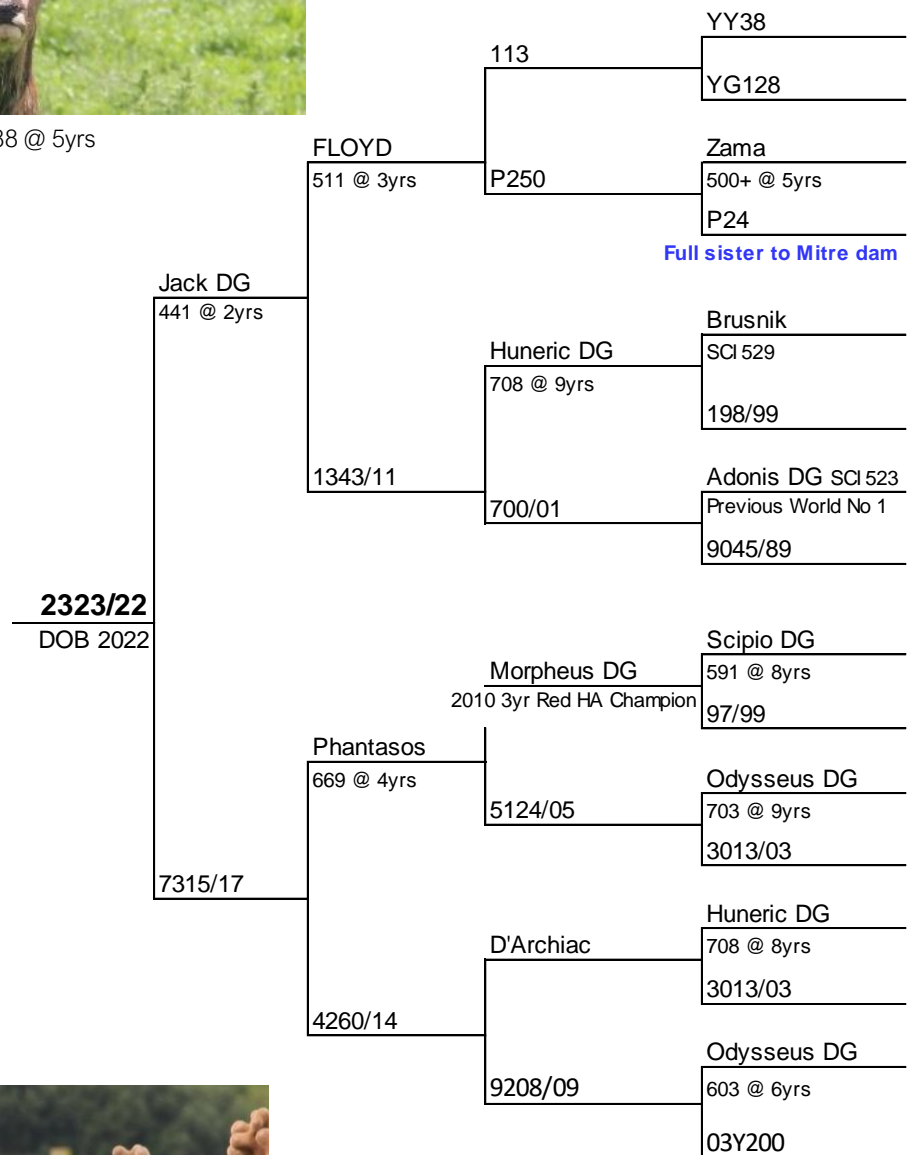 38 @ 5yrs
YY38
113
YG128
FLOYD
511 @ 3yrs
Zama
500+ @ 5yrs
P250
P24
Full sister to Mitre dam
Jack DG
441 @ 2yrs
Brusnik
SCI 529
Huneric DG
708 @ 9yrs
198/99
1343/11
Adonis DG SCI 523
Previous World No 1
700/01
9045/89
2323/22
DOB 2022
Scipio DG
591 @ 8yrs
Morpheus DG
2010 3yr Red HA Champion
97/99
Phantasos
669 @ 4yrs
Odysseus DG
703 @ 9yrs
5124/05
3013/03
7315/17
Huneric DG
708 @ 8yrs
D'Archiac
3013/03
4260/14
Odysseus DG
603 @ 6yrs
9208/09
03Y200